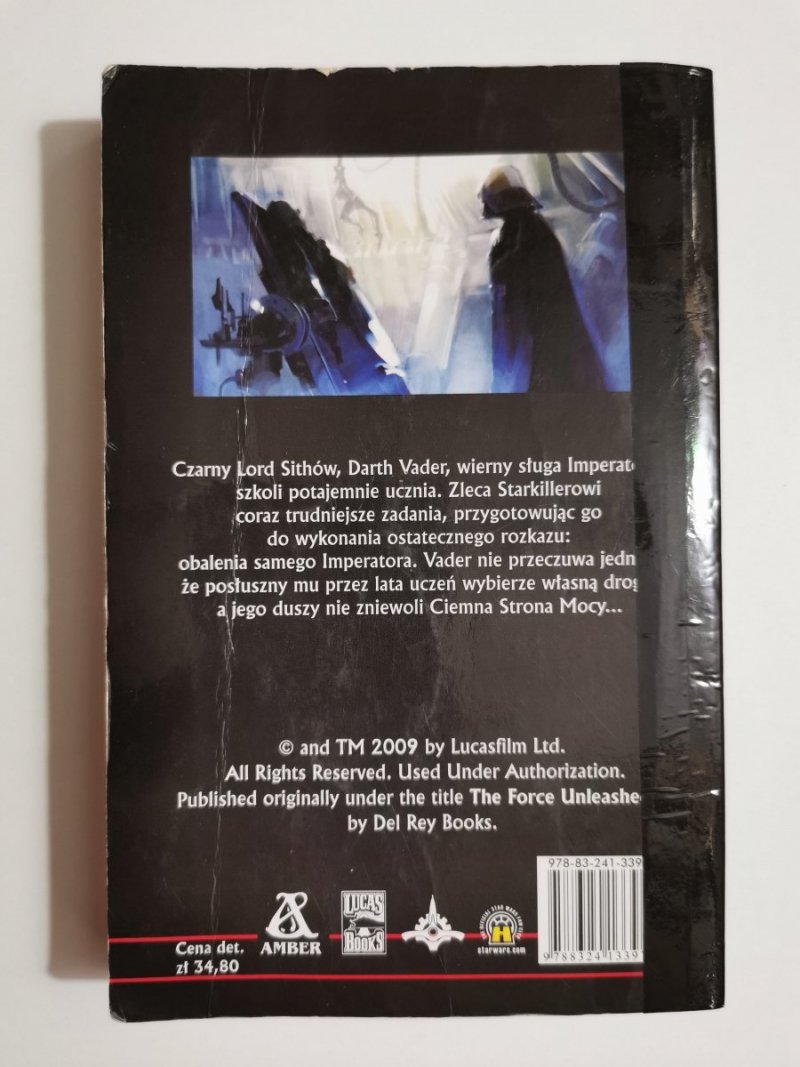 Czarny Lord Sithów, Darth Vader, wierny sługa Imperato
szkoli potajemnie ucznia. Zleca Starkillerowi
coraz trudniejsze zadania, przygotowując go
do wykonania ostatecznego rozkazu:
obalenia samego Imperatora. Vader nie przeczuwa jedn
że posłuszny mu przez lata uczeń wybierze własną drog
a jego duszy nie zniewoli Ciemna Strona Mocy...
© and TM 2009 by Lucasfilm Ltd.
All Rights Reserved. Used Under Authorization.
Published originally under the title The Force Unleashe
by Del Rey Books.
978-83-241-339
Cena det.
zł 34,80
AMBER
LUCAS
BOOKS
starwars.com
9788324 1339